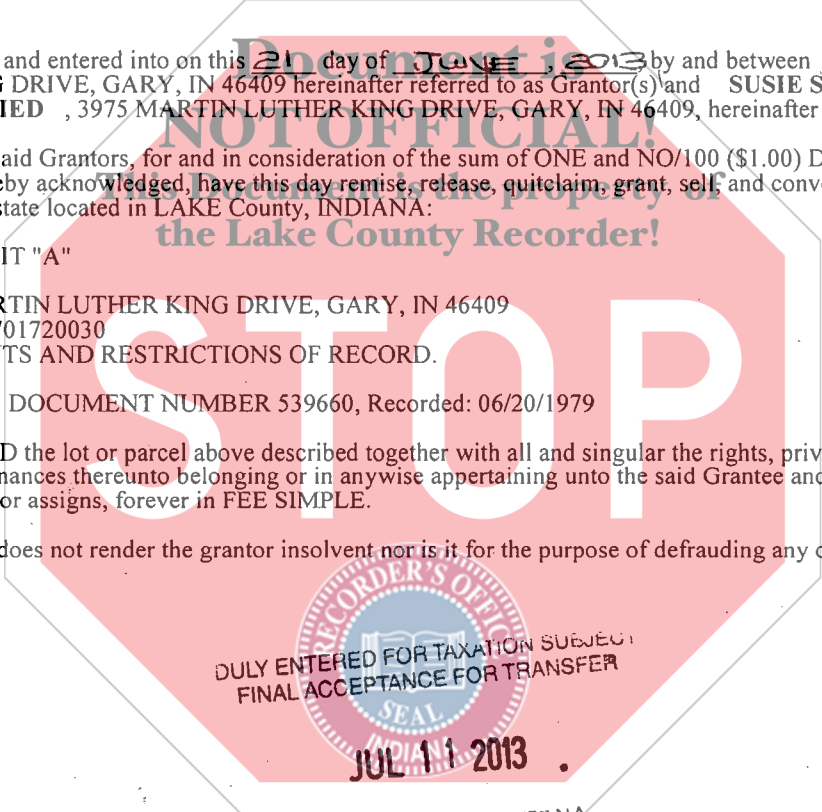 and entered into on this 21 day of JUNE, 2013 by and between
DRIVE, GARY, IN 46409 hereinafter referred to as Grantor(s) and SUSIE S
IED , 3975 MARTIN LUTHER KING DRIVE, GARY, IN 46409, hereinafter
Document is
NOT OFFICIAL!
This Document is the property of
the Lake County Recorder!
aid Grantors, for and in consideration of the sum of ONE and NO/100 ($1.00) D
eby acknowledged, have this day remise, release, quitclaim, grant, sell, and conv
state located in LAKE County, INDIANA:
IT "A"
RTIN LUTHER KING DRIVE, GARY, IN 46409
701720030
TS AND RESTRICTIONS OF RECORD.
STOP
DOCUMENT NUMBER 539660, Recorded: 06/20/1979
D the lot or parcel above described together with all and singular the rights, priv
nances thereunto belonging or in anywise appertaining unto the said Grantee and
or assigns, forever in FEE SIMPLE.
does not render the grantor insolvent nor is it for the purpose of defrauding any c
RECORDER'S OFFICE
SEAL
INDIANA
DULY ENTERED FOR TAXATION SUBJECT
FINAL ACCEPTANCE FOR TRANSFER
JUL 11 2013